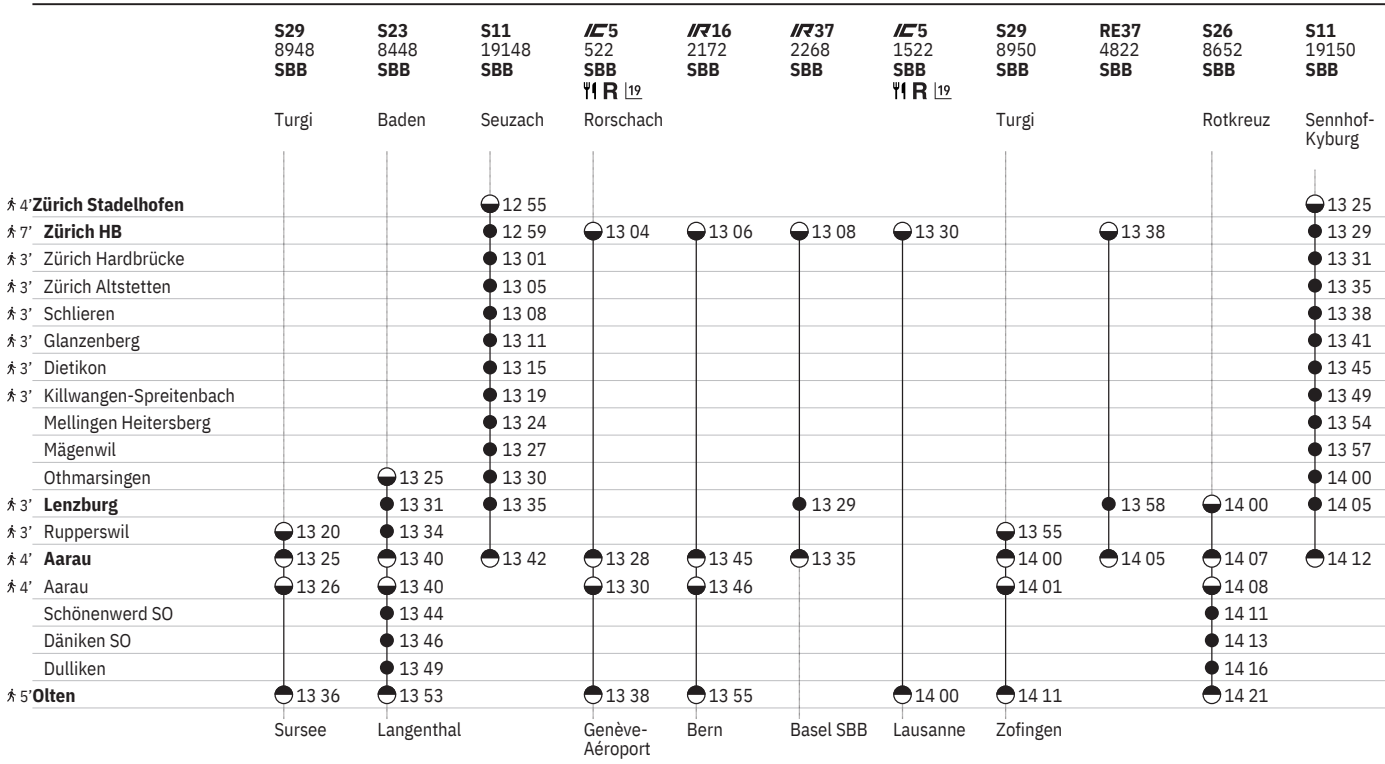 S29 S23 S11 IC5 IR16 IR37 IC5 S29 RE37 S26 S11
8948 8448 19148 522 2172 2268 1522 8950 4822 8652 19150
SBB SBB SBB SBB SBB SBB SBB SBB SBB SBB SBB
R 19 R 19
Turgi Baden Seuzach Rorschach Turgi Rotkreuz Sennhof-
Kyburg
4’ Zürich Stadelhofen 12 55 13 25
7’ Zürich HB 12 59 13 04 13 06 13 08 13 30 13 38 13 29
3’ Zürich Hardbrücke 13 01 13 31
3’ Zürich Altstetten 13 05 13 35
3’ Schlieren 13 08 13 38
3’ Glanzenberg 13 11 13 41
3’ Dietikon 13 15 13 45
3’ Killwangen-Spreitenbach 13 19 13 49
Mellingen Heitersberg 13 24 13 54
Mägenwil 13 27 13 57
Othmarsingen 13 25 13 30 14 00
3’ Lenzburg 13 31 13 35 13 29 13 58 14 00 14 05
3’ Rupperswil 13 20 13 34 13 55
4’ Aarau 13 25 13 40 13 42 13 28 13 45 13 35 14 00 14 05 14 07 14 12
4’ Aarau 13 26 13 40 13 30 13 46 14 01 14 08
Schönenwerd SO 13 44 14 11
Däniken SO 13 46 14 13
Dulliken 13 49 14 16
5’ Olten 13 36 13 53 13 38 13 55 14 00 14 11 14 21
Sursee Langenthal Genève- Bern Basel SBB Lausanne Zofingen
Aéroport